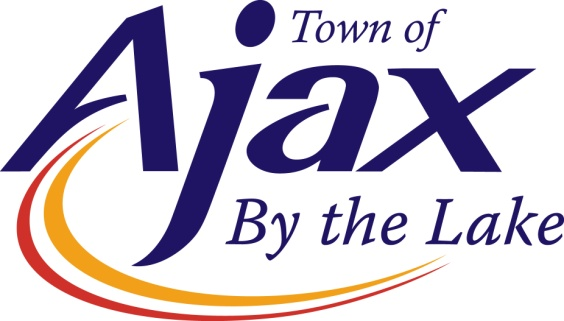 Town of
Ajax
By the Lake